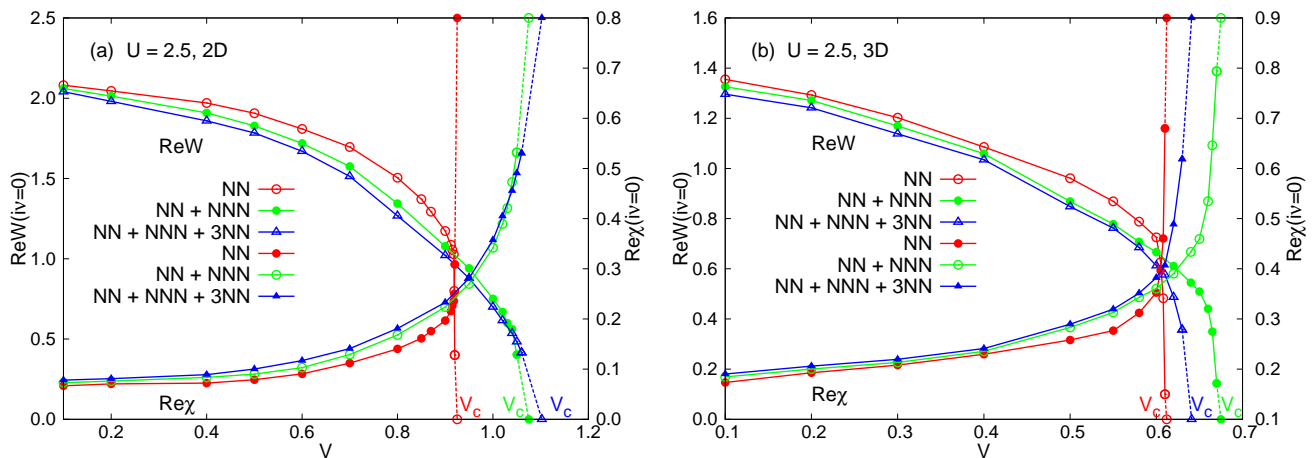 (a) U = 2.5, 2D
ReW(iν=0)
2.5
2.0
1.5
1.0
0.5
0.0
ReW
NN
NN + NNN
NN + NNN + 3NN
NN
NN + NNN
NN + NNN + 3NN
Reχ
V_c V_c V_c
0.8
0.7
0.6
0.5
0.4
0.3
0.2
0.1
0.0
Reχ(iν=0)
0.2 0.4 0.6 0.8 1.0 1.2
V
(b) U = 2.5, 3D
ReW(iν=0)
1.6
1.4
1.2
1.0
0.8
0.6
0.4
0.2
0.0
ReW
NN
NN + NNN
NN + NNN + 3NN
NN
NN + NNN
NN + NNN + 3NN
Reχ
V_c V_c V_c
0.9
0.8
0.7
0.6
0.5
0.4
0.3
0.2
0.1
Reχ(iν=0)
0.1 0.2 0.3 0.4 0.5 0.6 0.7
V